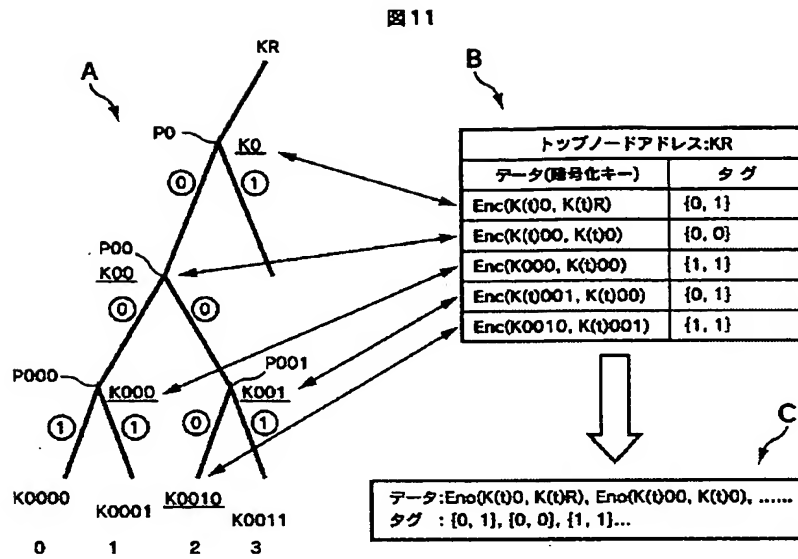 図11
KR
A
B
P0
K0
0
1
P00
K00
0
0
P000
K000
P001
K001
1
1
0
1
K0000
K0001
K0010
K0011
0
1
2
3
トップノードアドレス:KR
データ(暗号化キー) タグ
Enc(K(t)0, K(t)R) {0, 1}
Enc(K(t)00, K(t)0) {0, 0}
Enc(K000, K(t)00) {1, 1}
Enc(K(t)001, K(t)00) {0, 1}
Enc(K0010, K(t)001) {1, 1}
C
データ:Enc(K(t)0, K(t)R), Enc(K(t)00, K(t)0), ......
タグ :{0, 1}, {0, 0}, {1, 1}...